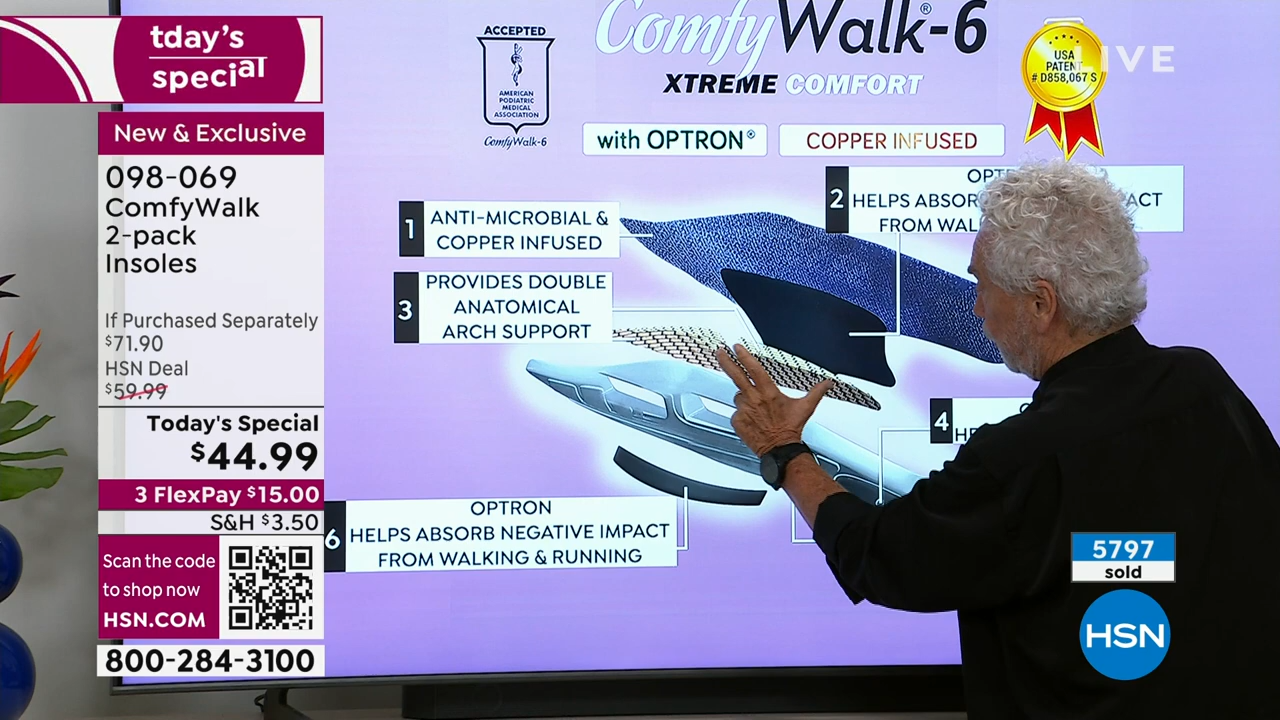 tday's
special
New & Exclusive
098-069
ComfyWalk
2-pack
Insoles
If Purchased Separately
$71.90
HSN Deal
$59.99
Today's Special
$44.99
3 FlexPay $15.00
S&H $3.50
Scan the code
to shop now
HSN.COM
800-284-3100
ACCEPTED
AMERICAN
PODIATRIC
MEDICAL
ASSOCIATION
ComfyWalk-6
ComfyWalk®-6
XTREME COMFORT
with OPTRON®
COPPER INFUSED
USA
PATENT
# D858,067 S
LIVE
1
ANTI-MICROBIAL &
COPPER INFUSED
2
HELPS
FROM
3
PROVIDES DOUBLE
ANATOMICAL
ARCH SUPPORT
4
6
OPTRON
HELPS ABSORB NEGATIVE IMPACT
FROM WALKING & RUNNING
5797
sold
HSN